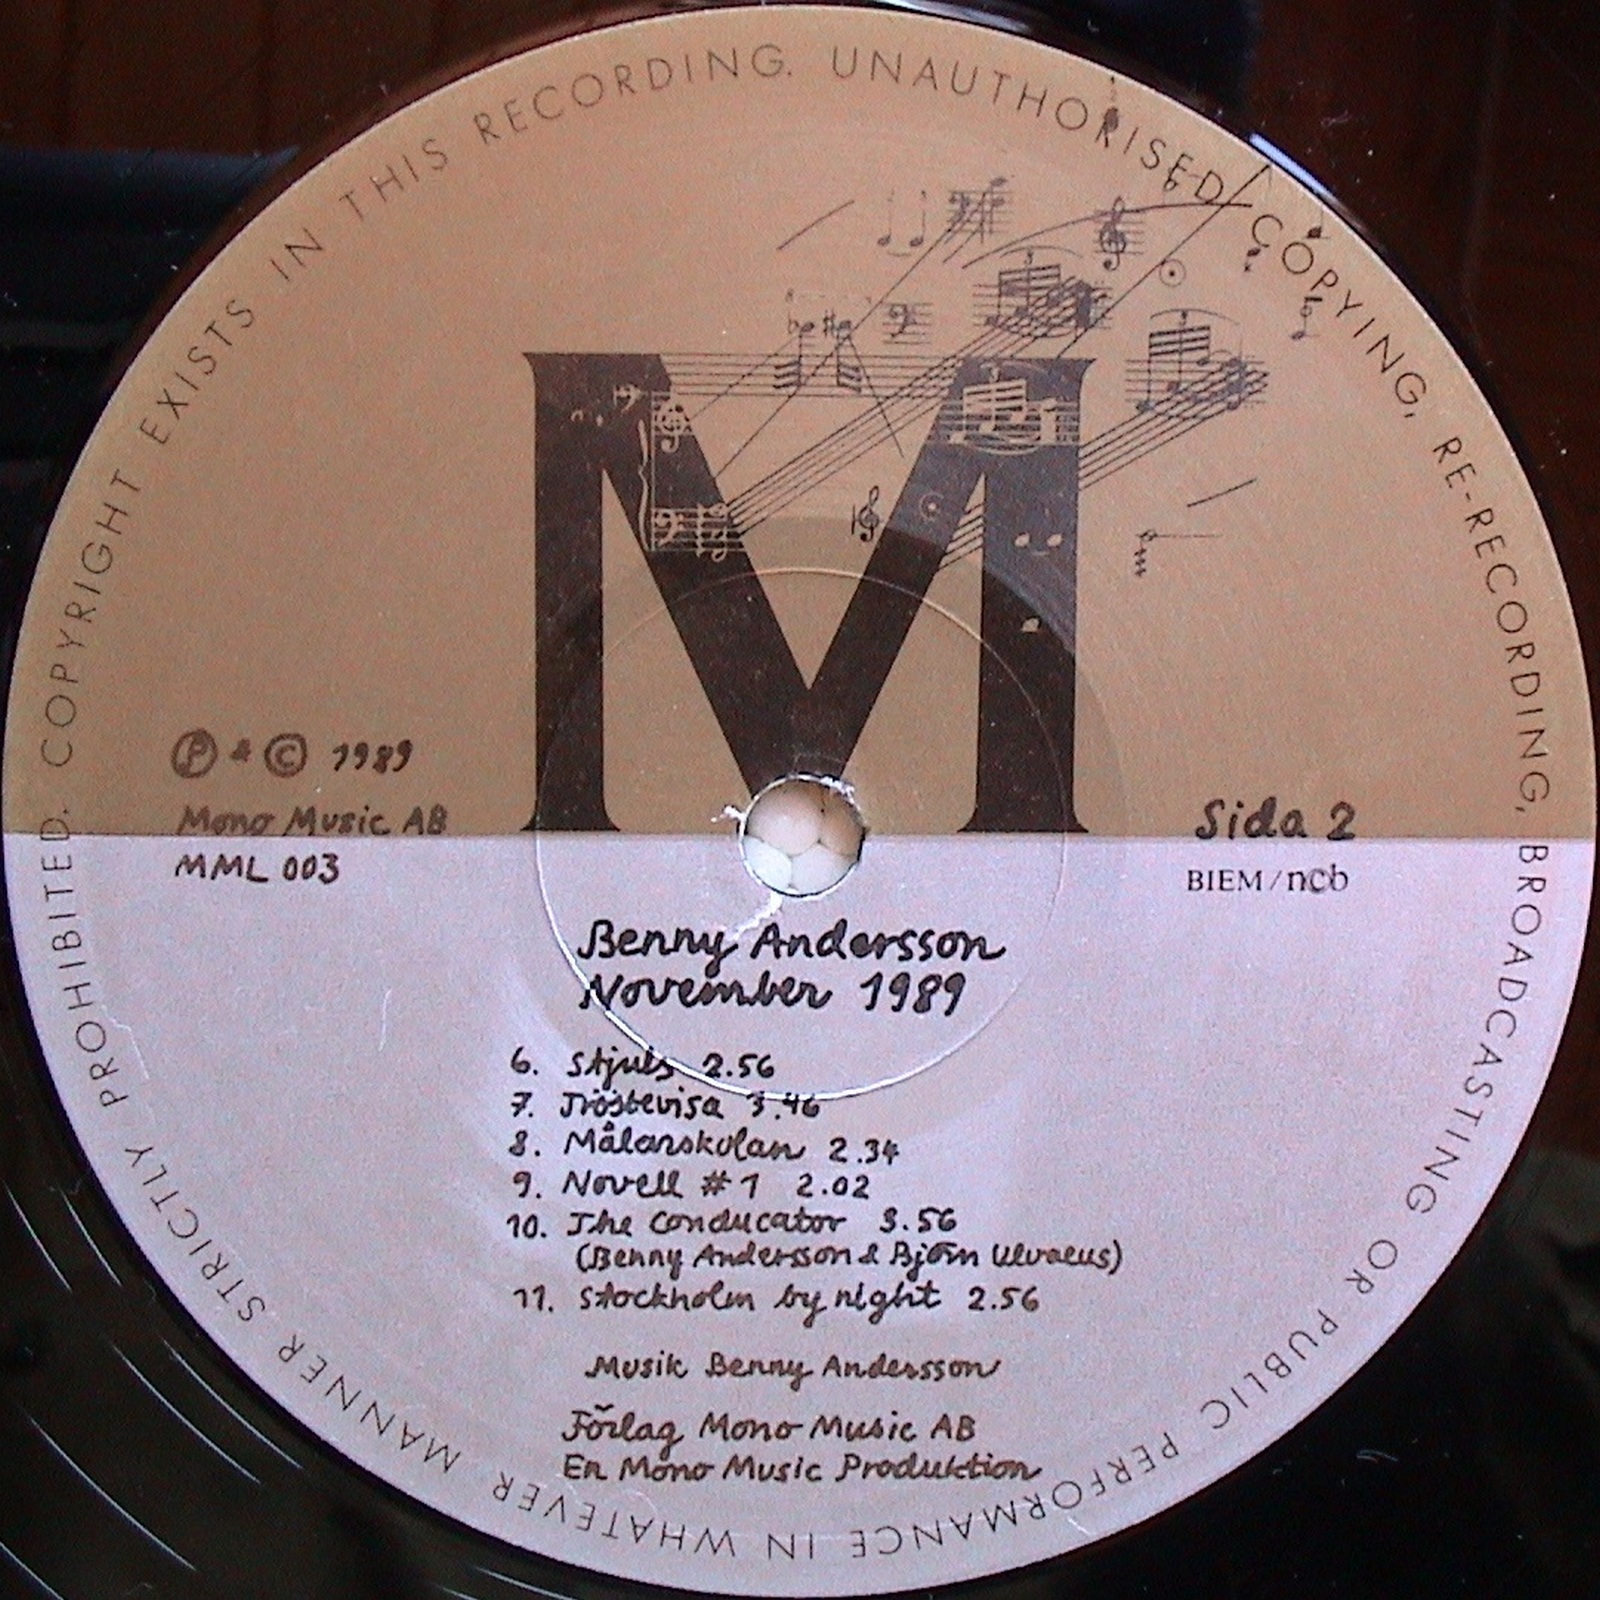 COPYRIGHT EXISTS IN THIS RECORDING. UNAUTHORISED COPYING, RE-RECORDING, BROADCASTING OR PUBLIC PERFORMANCE IN WHATEVER MANNER STRICTLY PROHIBITED.
M
Ⓟ & © 1989
Mono Music AB
MML 003
Sida 2
BIEM/ncb
Benny Andersson
November 1989
6. Stjuls 2.56
7. Tröstevisa 3.46
8. Målarskolan 2.34
9. Novell #1 2.02
10. The Conducator 3.56
(Benny Andersson & Björn Ulvaeus)
11. Stockholm by night 2.56
Musik Benny Andersson
Förlag Mono Music AB
En Mono Music Produktion